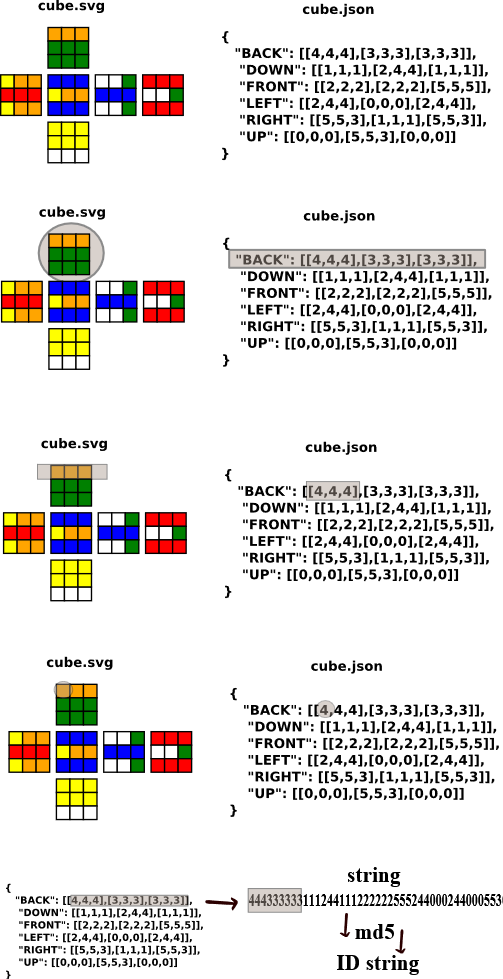 cube.svg
cube.json
{
"BACK": [[4,4,4],[3,3,3],[3,3,3]],
"DOWN": [[1,1,1],[2,4,4],[1,1,1]],
"FRONT": [[2,2,2],[2,2,2],[5,5,5]],
"LEFT": [[2,4,4],[0,0,0],[2,4,4]],
"RIGHT": [[5,5,3],[1,1,1],[5,5,3]],
"UP": [[0,0,0],[5,5,3],[0,0,0]]
}
cube.svg
cube.json
{
"BACK": [[4,4,4],[3,3,3],[3,3,3]],
"DOWN": [[1,1,1],[2,4,4],[1,1,1]],
"FRONT": [[2,2,2],[2,2,2],[5,5,5]],
"LEFT": [[2,4,4],[0,0,0],[2,4,4]],
"RIGHT": [[5,5,3],[1,1,1],[5,5,3]],
"UP": [[0,0,0],[5,5,3],[0,0,0]]
}
cube.svg
cube.json
{
"BACK": [[4,4,4],[3,3,3],[3,3,3]],
"DOWN": [[1,1,1],[2,4,4],[1,1,1]],
"FRONT": [[2,2,2],[2,2,2],[5,5,5]],
"LEFT": [[2,4,4],[0,0,0],[2,4,4]],
"RIGHT": [[5,5,3],[1,1,1],[5,5,3]],
"UP": [[0,0,0],[5,5,3],[0,0,0]]
}
cube.svg
cube.json
{
"BACK": [[4,4,4],[3,3,3],[3,3,3]],
"DOWN": [[1,1,1],[2,4,4],[1,1,1]],
"FRONT": [[2,2,2],[2,2,2],[5,5,5]],
"LEFT": [[2,4,4],[0,0,0],[2,4,4]],
"RIGHT": [[5,5,3],[1,1,1],[5,5,3]],
"UP": [[0,0,0],[5,5,3],[0,0,0]]
}
{
"BACK": [[4,4,4],[3,3,3],[3,3,3]],
"DOWN": [[1,1,1],[2,4,4],[1,1,1]],
"FRONT": [[2,2,2],[2,2,2],[5,5,5]],
"LEFT": [[2,4,4],[0,0,0],[2,4,4]],
"RIGHT": [[5,5,3],[1,1,1],[5,5,3]],
"UP": [[0,0,0],[5,5,3],[0,0,0]]
}
string
444333333111244111222222555244000244000553
md5
ID string